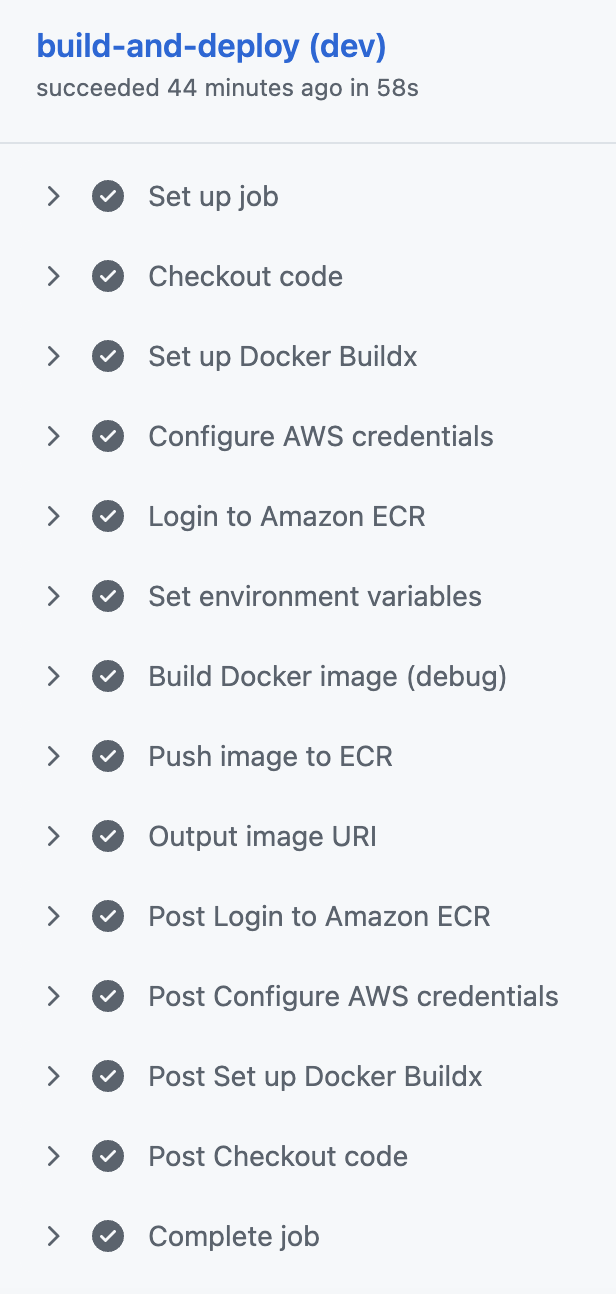 build-and-deploy (dev)
succeeded 44 minutes ago in 58s
Set up job
Checkout code
Set up Docker Buildx
Configure AWS credentials
Login to Amazon ECR
Set environment variables
Build Docker image (debug)
Push image to ECR
Output image URI
Post Login to Amazon ECR
Post Configure AWS credentials
Post Set up Docker Buildx
Post Checkout code
Complete job